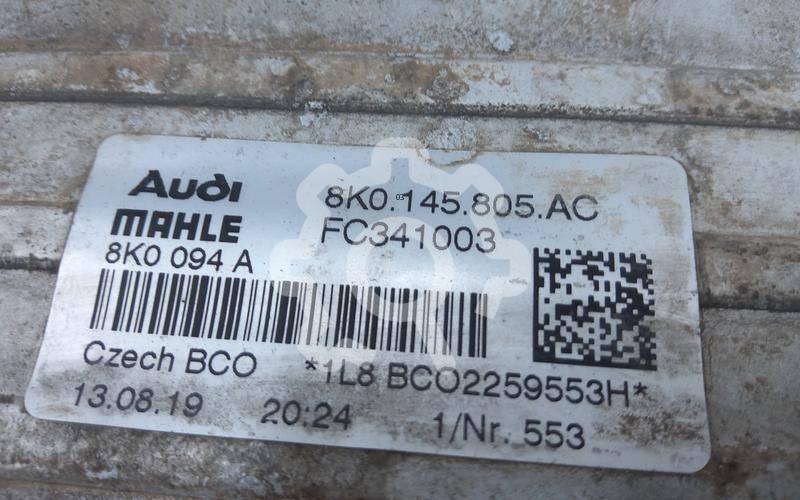 Audi 8K0.145.805.AC
MAHLE FC341003
8K0 094 A
Czech BCO *1L8 BCO2259553H*
13.08.19 20:24 1/Nr. 553